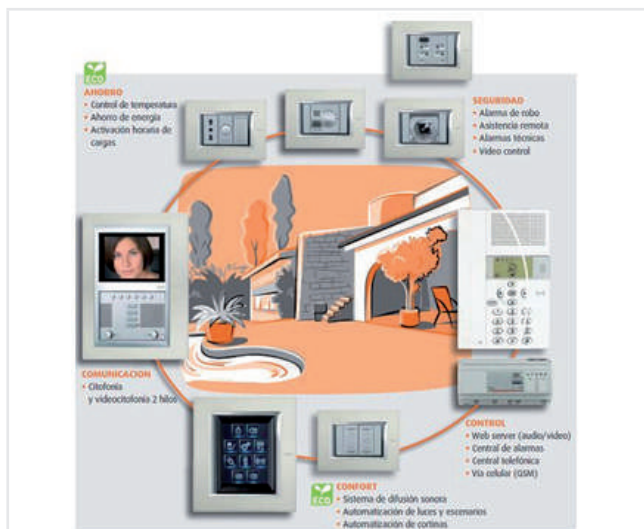 ECO
AHORRO
• Control de temperatura
• Ahorro de energía
• Activación horaria de
cargas
SEGURIDAD
• Alarma de robo
• Asistencia remota
• Alarmas técnicas
• Video control
COMUNICACION
• Citofonía
y videocitofonía 2 hilos
CONTROL
• Web server (audio/video)
• Central de alarmas
• Central telefónica
• Vía celular (GSM)
ECO
CONFORT
• Sistema de difusión sonora
• Automatización de luces y escenarios
• Automatización de cortinas